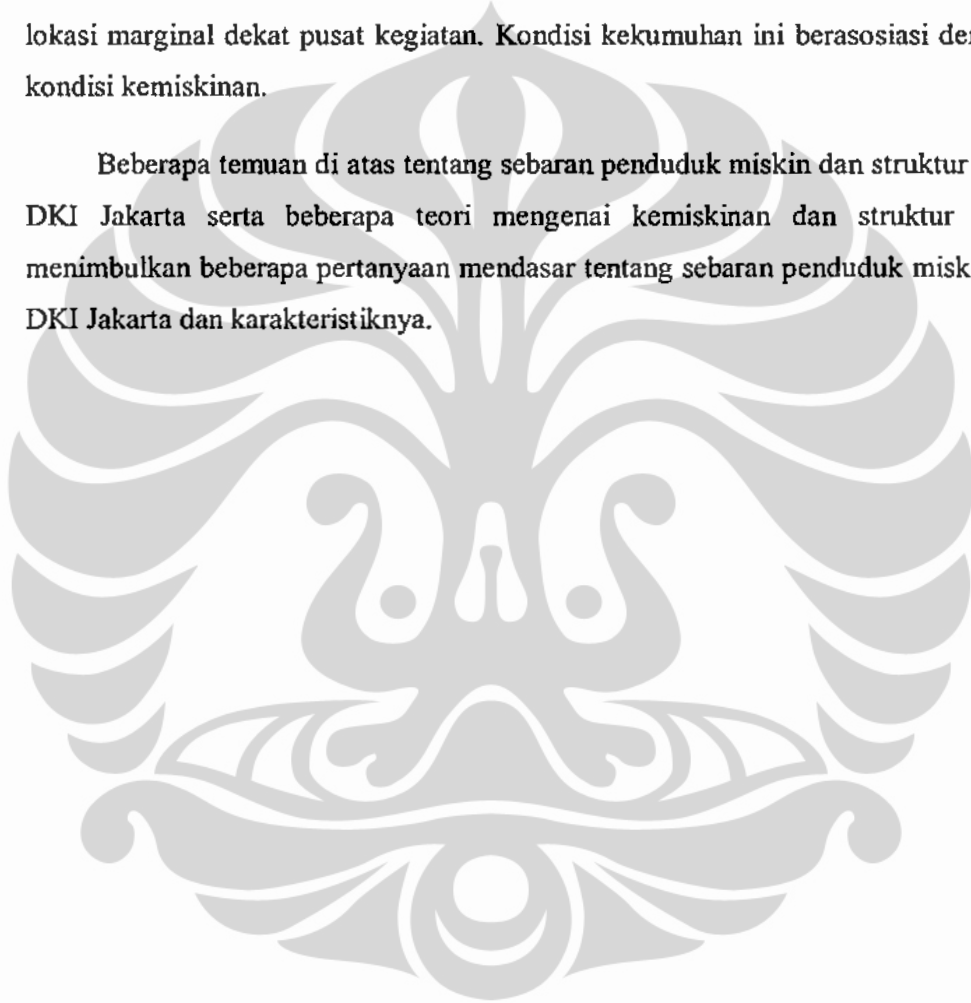 lokasi marginal dekat pusat kegiatan. Kondisi kekumuhan ini berasosiasi
kondisi kemiskinan.
Beberapa temuan di atas tentang sebaran penduduk miskin dan struktur
DKI Jakarta serta beberapa teori mengenai kemiskinan dan struktur
menimbulkan beberapa pertanyaan mendasar tentang sebaran penduduk
DKI Jakarta dan karakteristiknya.